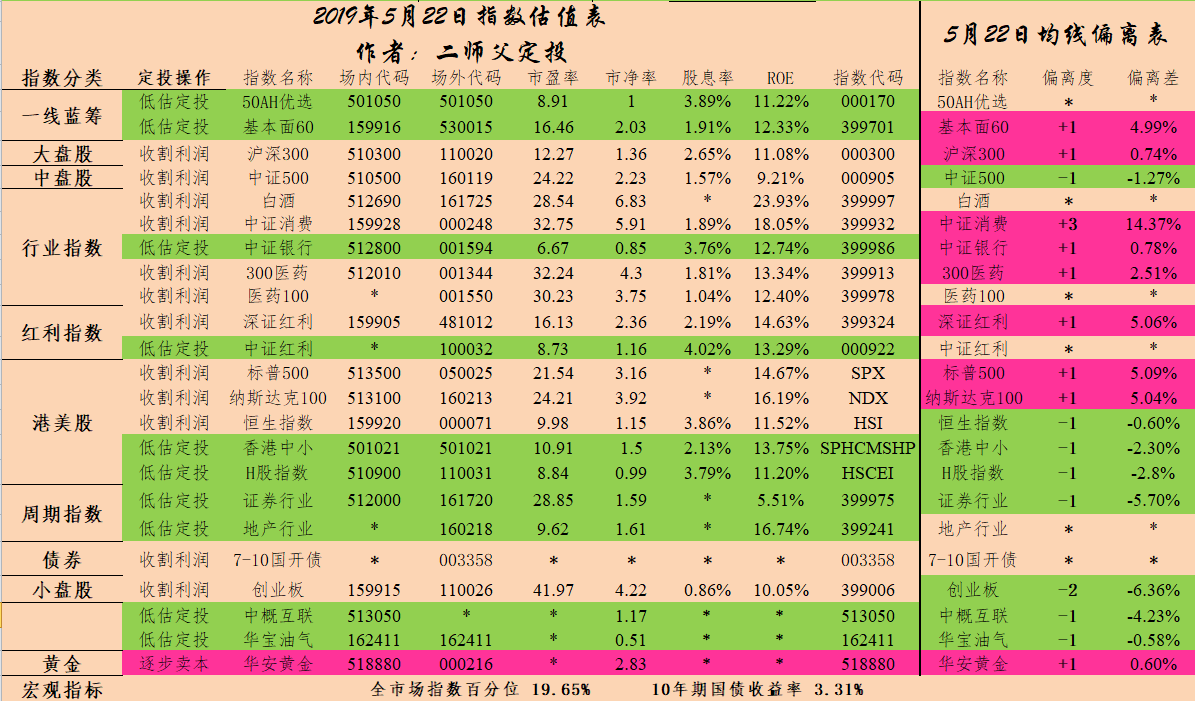 2019年5月22日指数估值表
作者：二师父定投
5月22日均线偏离表
指数分类 定投操作 指数名称 场内代码 场外代码 市盈率 市净率 股息率 ROE 指数代码 指数名称 偏离度 偏离差
一线蓝筹 低估定投 50AH优选 501050 501050 8.91 1 3.89% 11.22% 000170 50AH优选 * *
低估定投 基本面60 159916 530015 16.46 2.03 1.91% 12.33% 399701 基本面60 +1 4.99%
大盘股 收割利润 沪深300 510300 110020 12.27 1.36 2.65% 11.08% 000300 沪深300 +1 0.74%
中盘股 收割利润 中证500 510500 160119 24.22 2.23 1.57% 9.21% 000905 中证500 -1 -1.27%
行业指数 收割利润 白酒 512690 161725 28.54 6.83 * 23.93% 399997 白酒 * *
收割利润 中证消费 159928 000248 32.75 5.91 1.89% 18.05% 399932 中证消费 +3 14.37%
低估定投 中证银行 512800 001594 6.67 0.85 3.76% 12.74% 399986 中证银行 +1 0.78%
收割利润 300医药 512010 001344 32.24 4.3 1.81% 13.34% 399913 300医药 +1 2.51%
收割利润 医药100 * 001550 30.23 3.75 1.04% 12.40% 399978 医药100 * *
红利指数 收割利润 深证红利 159905 481012 16.13 2.36 2.19% 14.63% 399324 深证红利 +1 5.06%
低估定投 中证红利 * 100032 8.73 1.16 4.02% 13.29% 000922 中证红利 * *
港美股 收割利润 标普500 513500 050025 21.54 3.16 * 14.67% SPX 标普500 +1 5.09%
收割利润 纳斯达克100 513100 160213 24.21 3.92 * 16.19% NDX 纳斯达克100 +1 5.04%
收割利润 恒生指数 159920 000071 9.98 1.15 3.86% 11.52% HSI 恒生指数 -1 -0.60%
低估定投 香港中小 501021 501021 10.91 1.5 2.13% 13.75% SPHCMSHP 香港中小 -1 -2.30%
低估定投 H股指数 510900 110031 8.84 0.99 3.79% 11.20% HSCEI H股指数 -1 -2.8%
周期指数 低估定投 证券行业 512000 161720 28.85 1.59 * 5.51% 399975 证券行业 -1 -5.70%
低估定投 地产行业 * 160218 9.62 1.61 * 16.74% 399241 地产行业 * *
债券 收割利润 7-10国开债 * 003358 * * * * 003358 7-10国开债 * *
小盘股 收割利润 创业板 159915 110026 41.97 4.22 0.86% 10.05% 399006 创业板 -2 -6.36%
低估定投 中概互联 513050 * * 1.17 * * 513050 中概互联 -1 -4.23%
低估定投 华宝油气 162411 162411 * 0.51 * * 162411 华宝油气 -1 -0.58%
黄金 逐步卖本 华安黄金 518880 000216 * 2.83 * * 518880 华安黄金 +1 0.60%
宏观指标 全市场指数百分位 19.65% 10年期国债收益率 3.31%